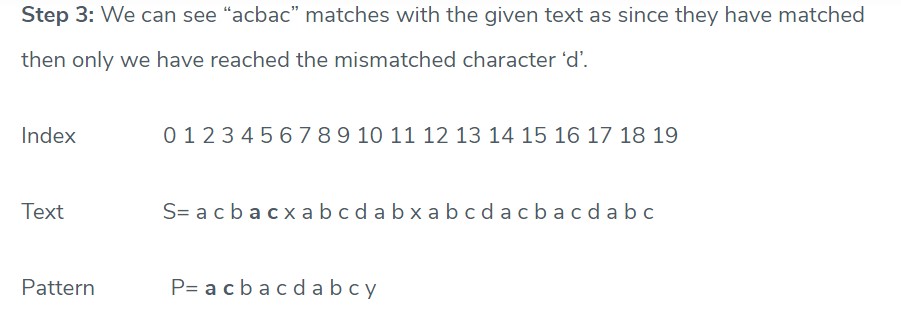 Step 3: We can see “acbac” matches with the given text as since they have matched
then only we have reached the mismatched character ‘d’.
Index 0 1 2 3 4 5 6 7 8 9 10 11 12 13 14 15 16 17 18 19
Text S= a c b a c x a b c d a b x a b c d a c b a c d a b c
Pattern P= a c b a c d a b c y